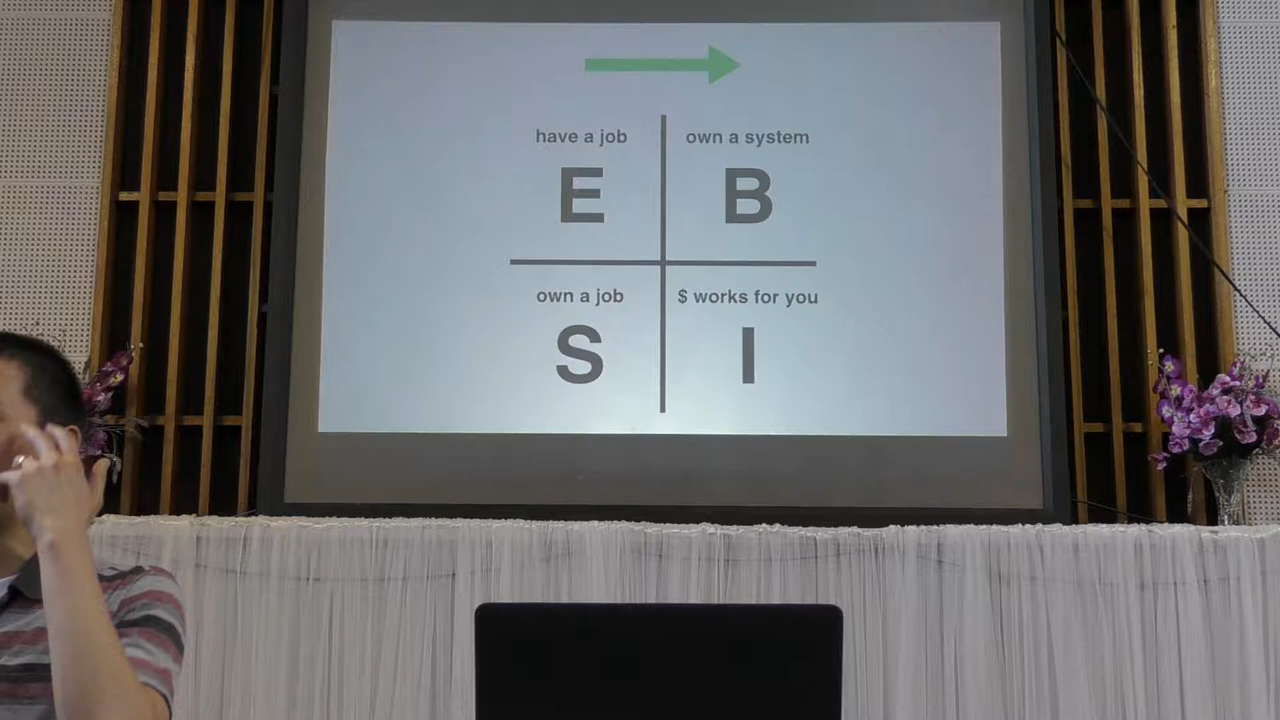 have a job
own a system
E
B
own a job
$ works for you
S
I